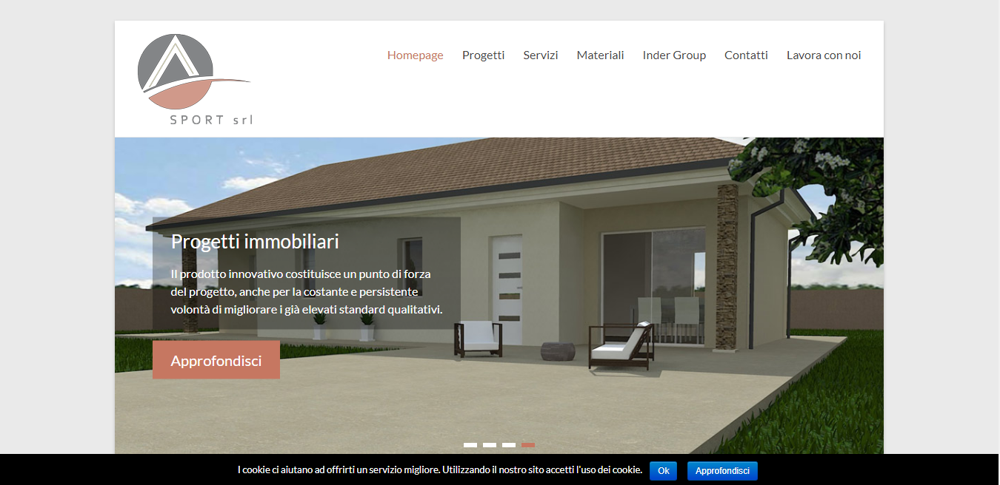 SPORT srl
Homepage Progetti Servizi Materiali Inder Group Contatti Lavora con noi
Progetti immobiliari
Il prodotto innovativo costituisce un punto di forza
del progetto, anche per la costante e persistente
volontà di migliorare i già elevati standard qualitativi.
Approfondisci
I cookie ci aiutano ad offrirti un servizio migliore. Utilizzando il nostro sito accetti l'uso dei cookie. Ok Approfondisci